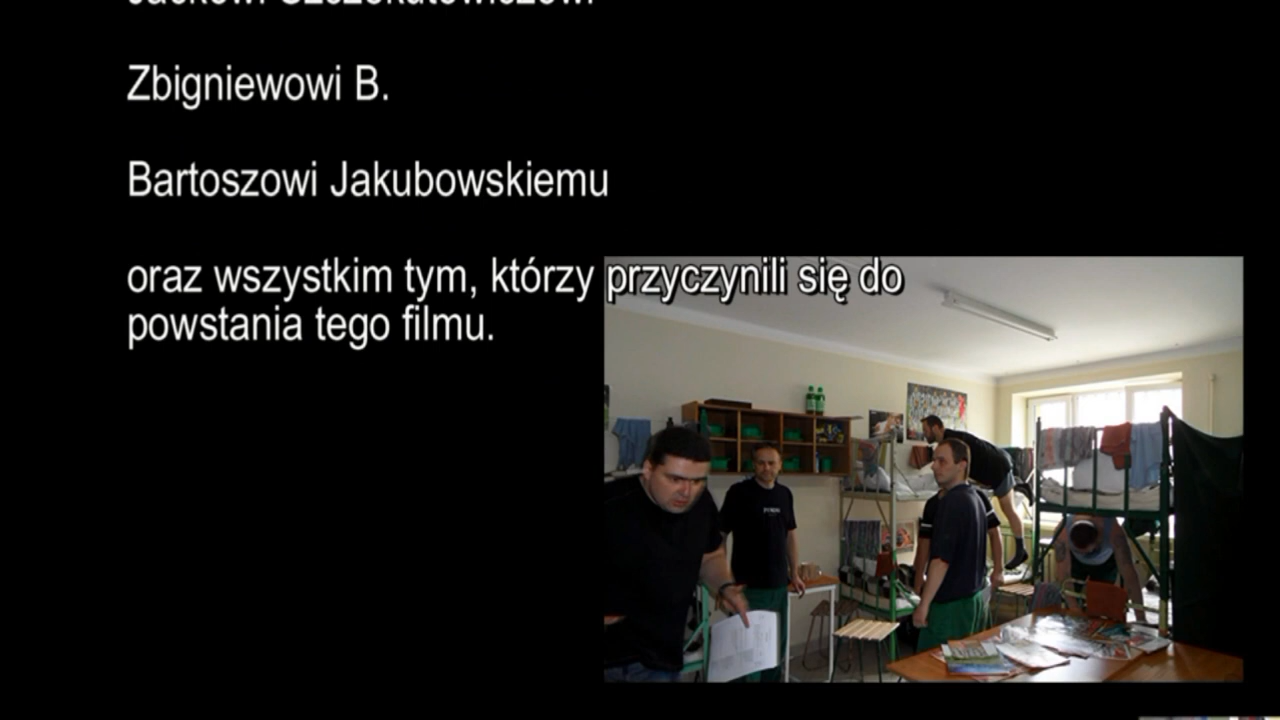 Zbigniewowi B.
Bartoszowi Jakubowskiemu
oraz wszystkim tym, którzy przyczynili się do
powstania tego filmu.